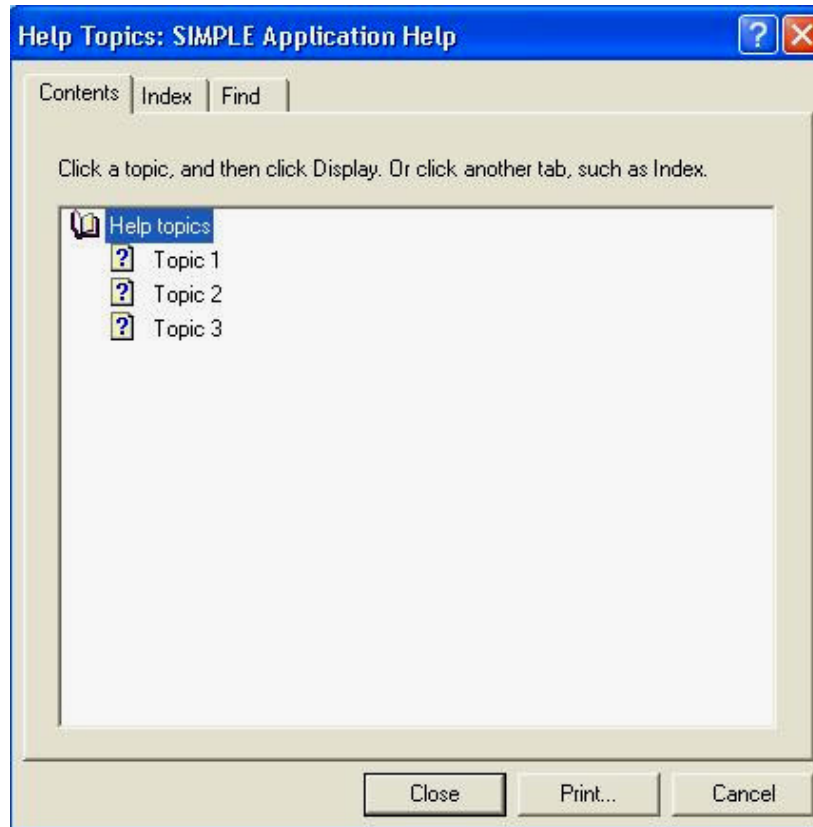 Help Topics: SIMPLE Application Help
Contents Index Find
Click a topic, and then click Display. Or click another tab, such as Index.
Help topics
Topic 1
Topic 2
Topic 3
Close Print... Cancel